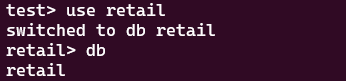 test> use retail
switched to db retail
retail> db
retail